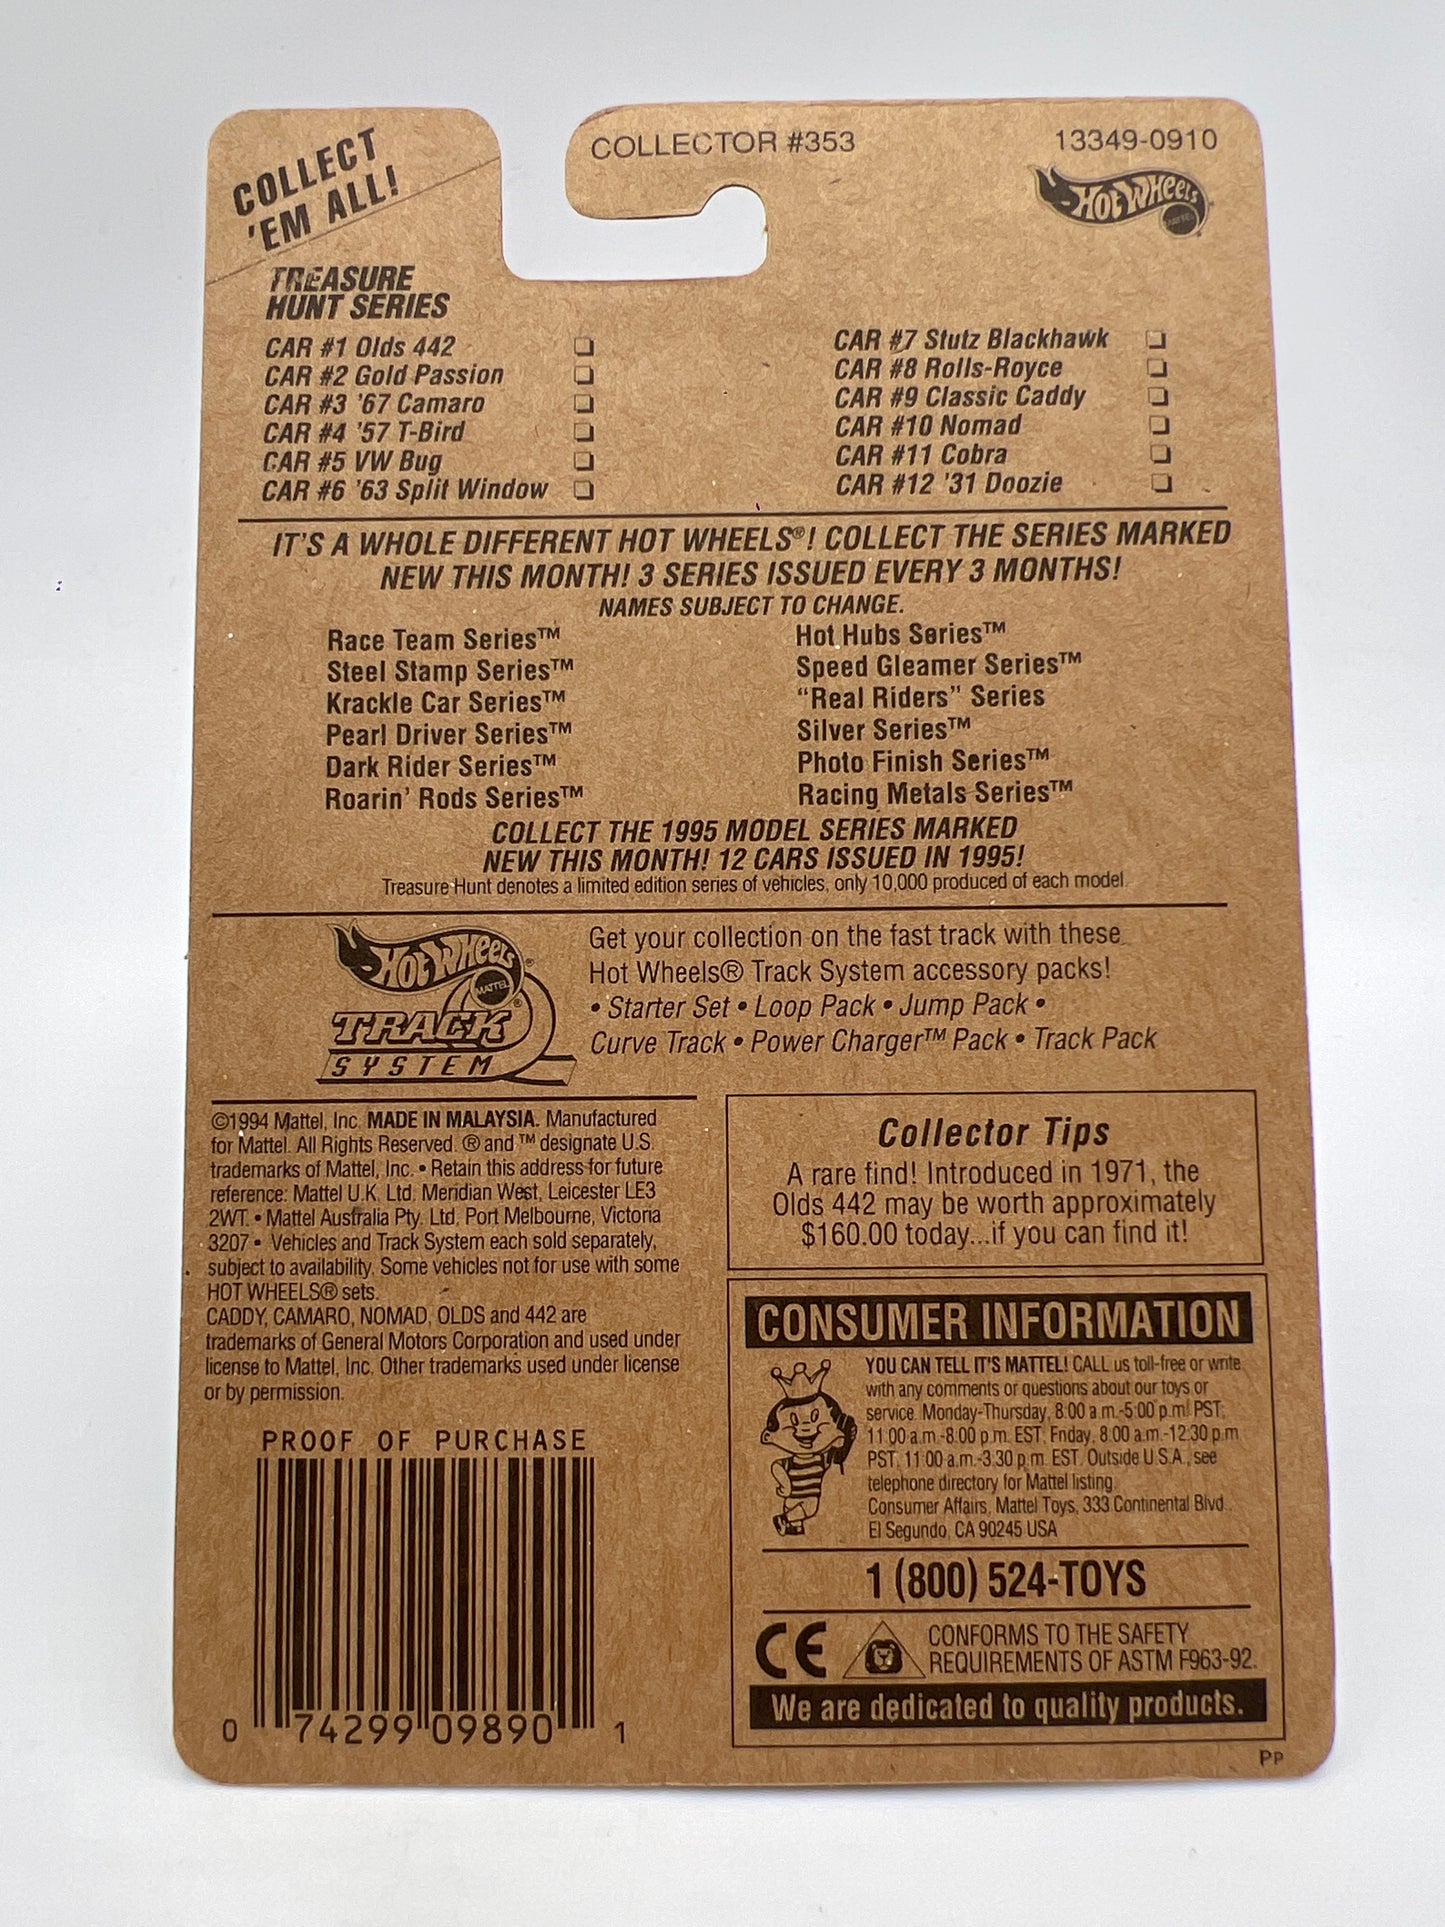 COLLECT
'EM ALL!
COLLECTOR #353
13349-0910
Hot Wheels
MATTEL
TREASURE
HUNT SERIES
CAR #1 Olds 442 ❏
CAR #2 Gold Passion ❏
CAR #3 '67 Camaro ❏
CAR #4 '57 T-Bird ❏
CAR #5 VW Bug ❏
CAR #6 '63 Split Window ❏
CAR #7 Stutz Blackhawk ❏
CAR #8 Rolls-Royce ❏
CAR #9 Classic Caddy ❏
CAR #10 Nomad ❏
CAR #11 Cobra ❏
CAR #12 '31 Doozie ❏
IT'S A WHOLE DIFFERENT HOT WHEELS®! COLLECT THE SERIES MARKED
NEW THIS MONTH! 3 SERIES ISSUED EVERY 3 MONTHS!
NAMES SUBJECT TO CHANGE.
Race Team Series™
Steel Stamp Series™
Krackle Car Series™
Pearl Driver Series™
Dark Rider Series™
Roarin' Rods Series™
Hot Hubs Series™
Speed Gleamer Series™
"Real Riders" Series
Silver Series™
Photo Finish Series™
Racing Metals Series™
COLLECT THE 1995 MODEL SERIES MARKED
NEW THIS MONTH! 12 CARS ISSUED IN 1995!
Treasure Hunt denotes a limited edition series of vehicles, only 10,000 produced of each model.
Hot Wheels®
MATTEL®
TRACK
SYSTEM
Get your collection on the fast track with these
Hot Wheels® Track System accessory packs!
• Starter Set • Loop Pack • Jump Pack •
Curve Track • Power Charger™ Pack • Track Pack
©1994 Mattel, Inc. MADE IN MALAYSIA. Manufactured
for Mattel. All Rights Reserved. ® and ™ designate U.S.
trademarks of Mattel, Inc. • Retain this address for future
reference: Mattel U.K. Ltd. Meridian West, Leicester LE3
2WT. • Mattel Australia Pty. Ltd. Port Melbourne, Victoria
3207 • Vehicles and Track System each sold separately,
subject to availability. Some vehicles not for use with some
HOT WHEELS® sets.
CADDY, CAMARO, NOMAD, OLDS and 442 are
trademarks of General Motors Corporation and used under
license to Mattel, Inc. Other trademarks used under license
or by permission.
PROOF OF PURCHASE
0 74299 09890 1
Collector Tips
A rare find! Introduced in 1971, the
Olds 442 may be worth approximately
$160.00 today...if you can find it!
CONSUMER INFORMATION
YOU CAN TELL IT'S MATTEL! CALL us toll-free or write
with any comments or questions about our toys or
service. Monday-Thursday, 8:00 a.m.-5:00 p.m. PST;
11:00 a.m.-8:00 p.m. EST. Friday, 8:00 a.m.-12:30 p.m.
PST; 11:00 a.m.-3:30 p.m. EST. Outside U.S.A., see
telephone directory for Mattel listing.
Consumer Affairs, Mattel Toys, 333 Continental Blvd.,
El Segundo, CA 90245 USA
1 (800) 524-TOYS
CE
CONFORMS TO THE SAFETY
REQUIREMENTS OF ASTM F963-92.
We are dedicated to quality products.
PP